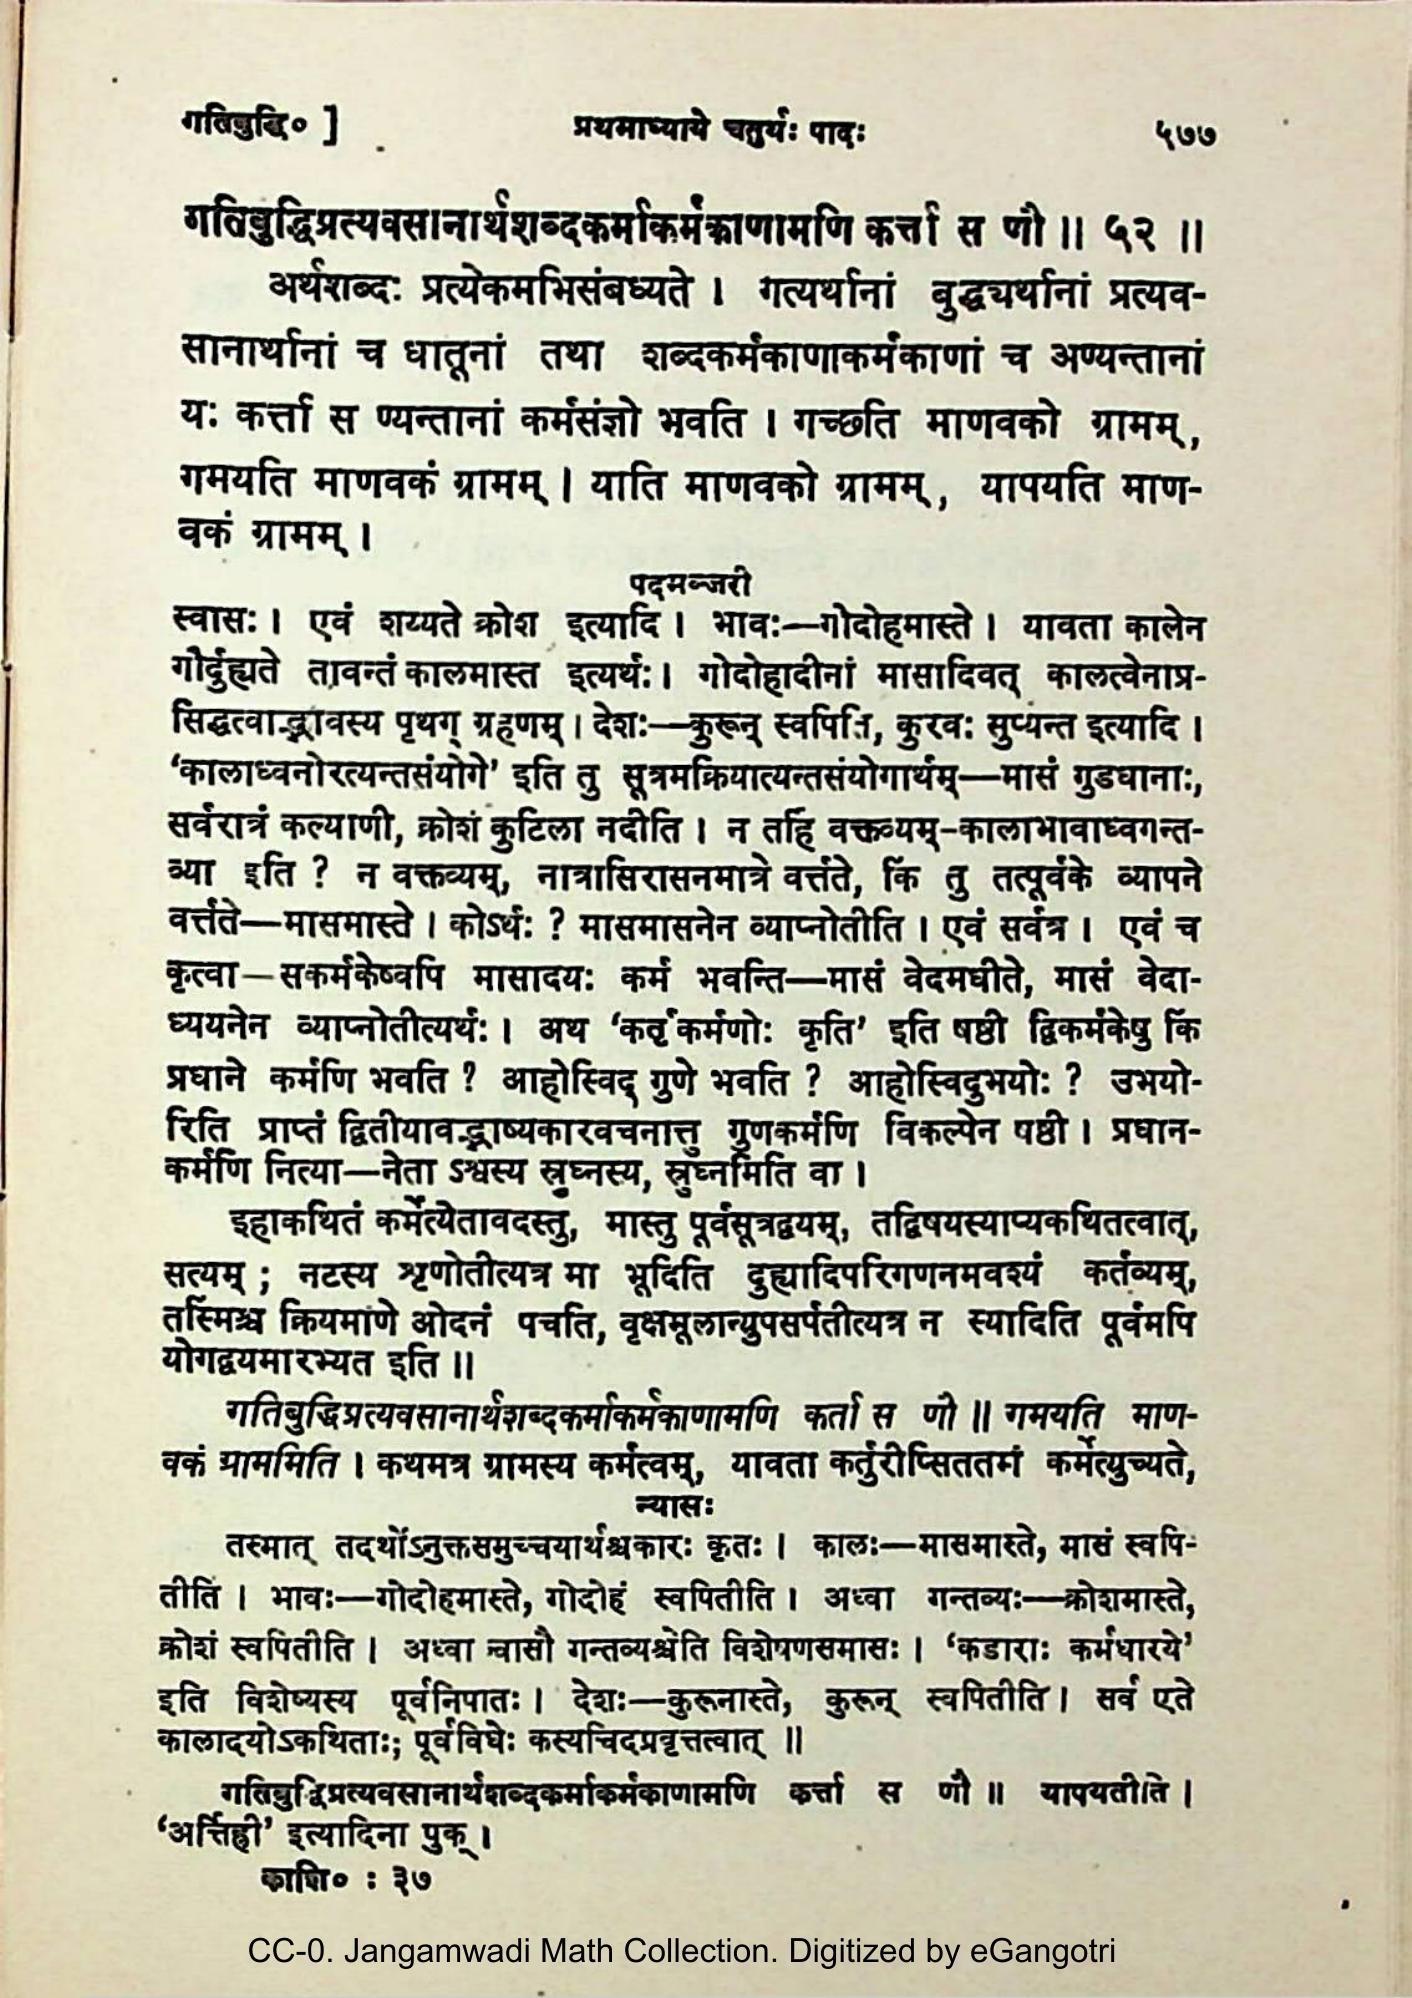 गतिबुद्धि० ]
प्रथमाध्याये चतुर्थः पादः
५७७
गतिबुद्धिप्रत्यवसानार्थशब्दकर्माकर्मकाणामणि कर्त्ता स णौ ॥ ५२ ॥
अर्थशब्दः प्रत्येकमभिसंबध्यते । गत्यर्थानां बुद्ध्यर्थानां प्रत्यव-
सानार्थानां च धातूनां तथा शब्दकर्मकाणाकर्मकाणां च अण्यन्तानां
यः कर्त्ता स ण्यन्तानां कर्मसंज्ञो भवति । गच्छति माणवको ग्रामम्,
गमयति माणवकं ग्रामम् । याति माणवको ग्रामम्, यापयति माण-
वकं ग्रामम् ।
पदमञ्जरी
स्वासः । एवं शय्यते क्रोश इत्यादि । भावः—गोदोहमास्ते । यावता कालेन
गौर्दुह्यते तावन्तं कालमास्त इत्यर्थः । गोदोहादीनां मासादिवत् कालत्वेनाप्र-
सिद्धत्वाद्भावस्य पृथग् ग्रहणम् । देशः—कुरून् स्वपिति, कुरवः सुप्यन्त इत्यादि ।
‘कालाध्वनोरत्यन्तसंयोगे’ इति तु सूत्रमक्रियात्यन्तसंयोगार्थम्—मासं गुडधानाः,
सर्वरात्रं कल्याणी, क्रोशं कुटिला नदीति । न तर्हि वक्तव्यम्-कालाभावाध्वगन्त-
व्या इति ? न वक्तव्यम्, नात्रासिरासनमात्रे वर्त्तते, किं तु तत्पूर्वके व्यापने
वर्त्तते—मासमास्ते । कोऽर्थः ? मासमासनेन व्याप्नोतीति । एवं सर्वत्र । एवं च
कृत्वा—सकर्मकेष्वपि मासादयः कर्म भवन्ति—मासं वेदमधीते, मासं वेदा-
ध्ययनेन व्याप्नोतीत्यर्थः । अथ ‘कर्तृकर्मणोः कृति’ इति षष्ठी द्विकर्मकेषु किं
प्रधाने कर्मणि भवति ? आहोस्विद् गुणे भवति ? आहोस्विदुभयोः ? उभयो-
रिति प्राप्तं द्वितीयावद्भाष्यकारवचनात्तु गुणकर्मणि विकल्पेन षष्ठी । प्रधान-
कर्मणि नित्या—नेता ऽश्वस्य स्रुघ्नस्य, स्रुघ्नमिति वा ।
इहाकथितं कर्मेत्येतावदस्तु, मास्तु पूर्वसूत्रद्वयम्, तद्विषयस्याप्यकथितत्वात्,
सत्यम् ; नटस्य शृणोतीत्यत्र मा भूदिति दुह्यादिपरिगणनमवश्यं कर्तव्यम्,
तस्मिंश्च क्रियमाणे ओदनं पचति, वृक्षमूलान्युपसर्पतीत्यत्र न स्यादिति पूर्वमपि
योगद्वयमारभ्यत इति ॥
गतिबुद्धिप्रत्यवसानार्थशब्दकर्माकर्मकाणामणि कर्ता स णौ ॥ गमयति माण-
वकं ग्राममिति । कथमत्र ग्रामस्य कर्मत्वम्, यावता कर्तुरीप्सिततमं कर्मेत्युच्यते,
न्यासः
तस्मात् तदर्थोऽनुक्तसमुच्चयार्थश्चकारः कृतः । कालः—मासमास्ते, मासं स्वपि-
तीति । भावः—गोदोहमास्ते, गोदोहं स्वपितीति । अध्वा गन्तव्यः—क्रोशमास्ते,
क्रोशं स्वपितीति । अध्वा चासौ गन्तव्यश्चेति विशेषणसमासः । ‘कडाराः कर्मधारये’
इति विशेष्यस्य पूर्वनिपातः । देशः—कुरूनास्ते, कुरून् स्वपितीति । सर्व एते
कालादयोऽकथिताः; पूर्वविधेः कस्यचिदप्रवृत्तत्वात् ॥
गतिबुद्धिप्रत्यवसानार्थशब्दकर्माकर्मकाणामणि कर्त्ता स णौ ॥ यापयतीति ।
‘अर्त्तिह्री’ इत्यादिना पुक् ।
काशि० : ३७
CC-0. Jangamwadi Math Collection. Digitized by eGangotri